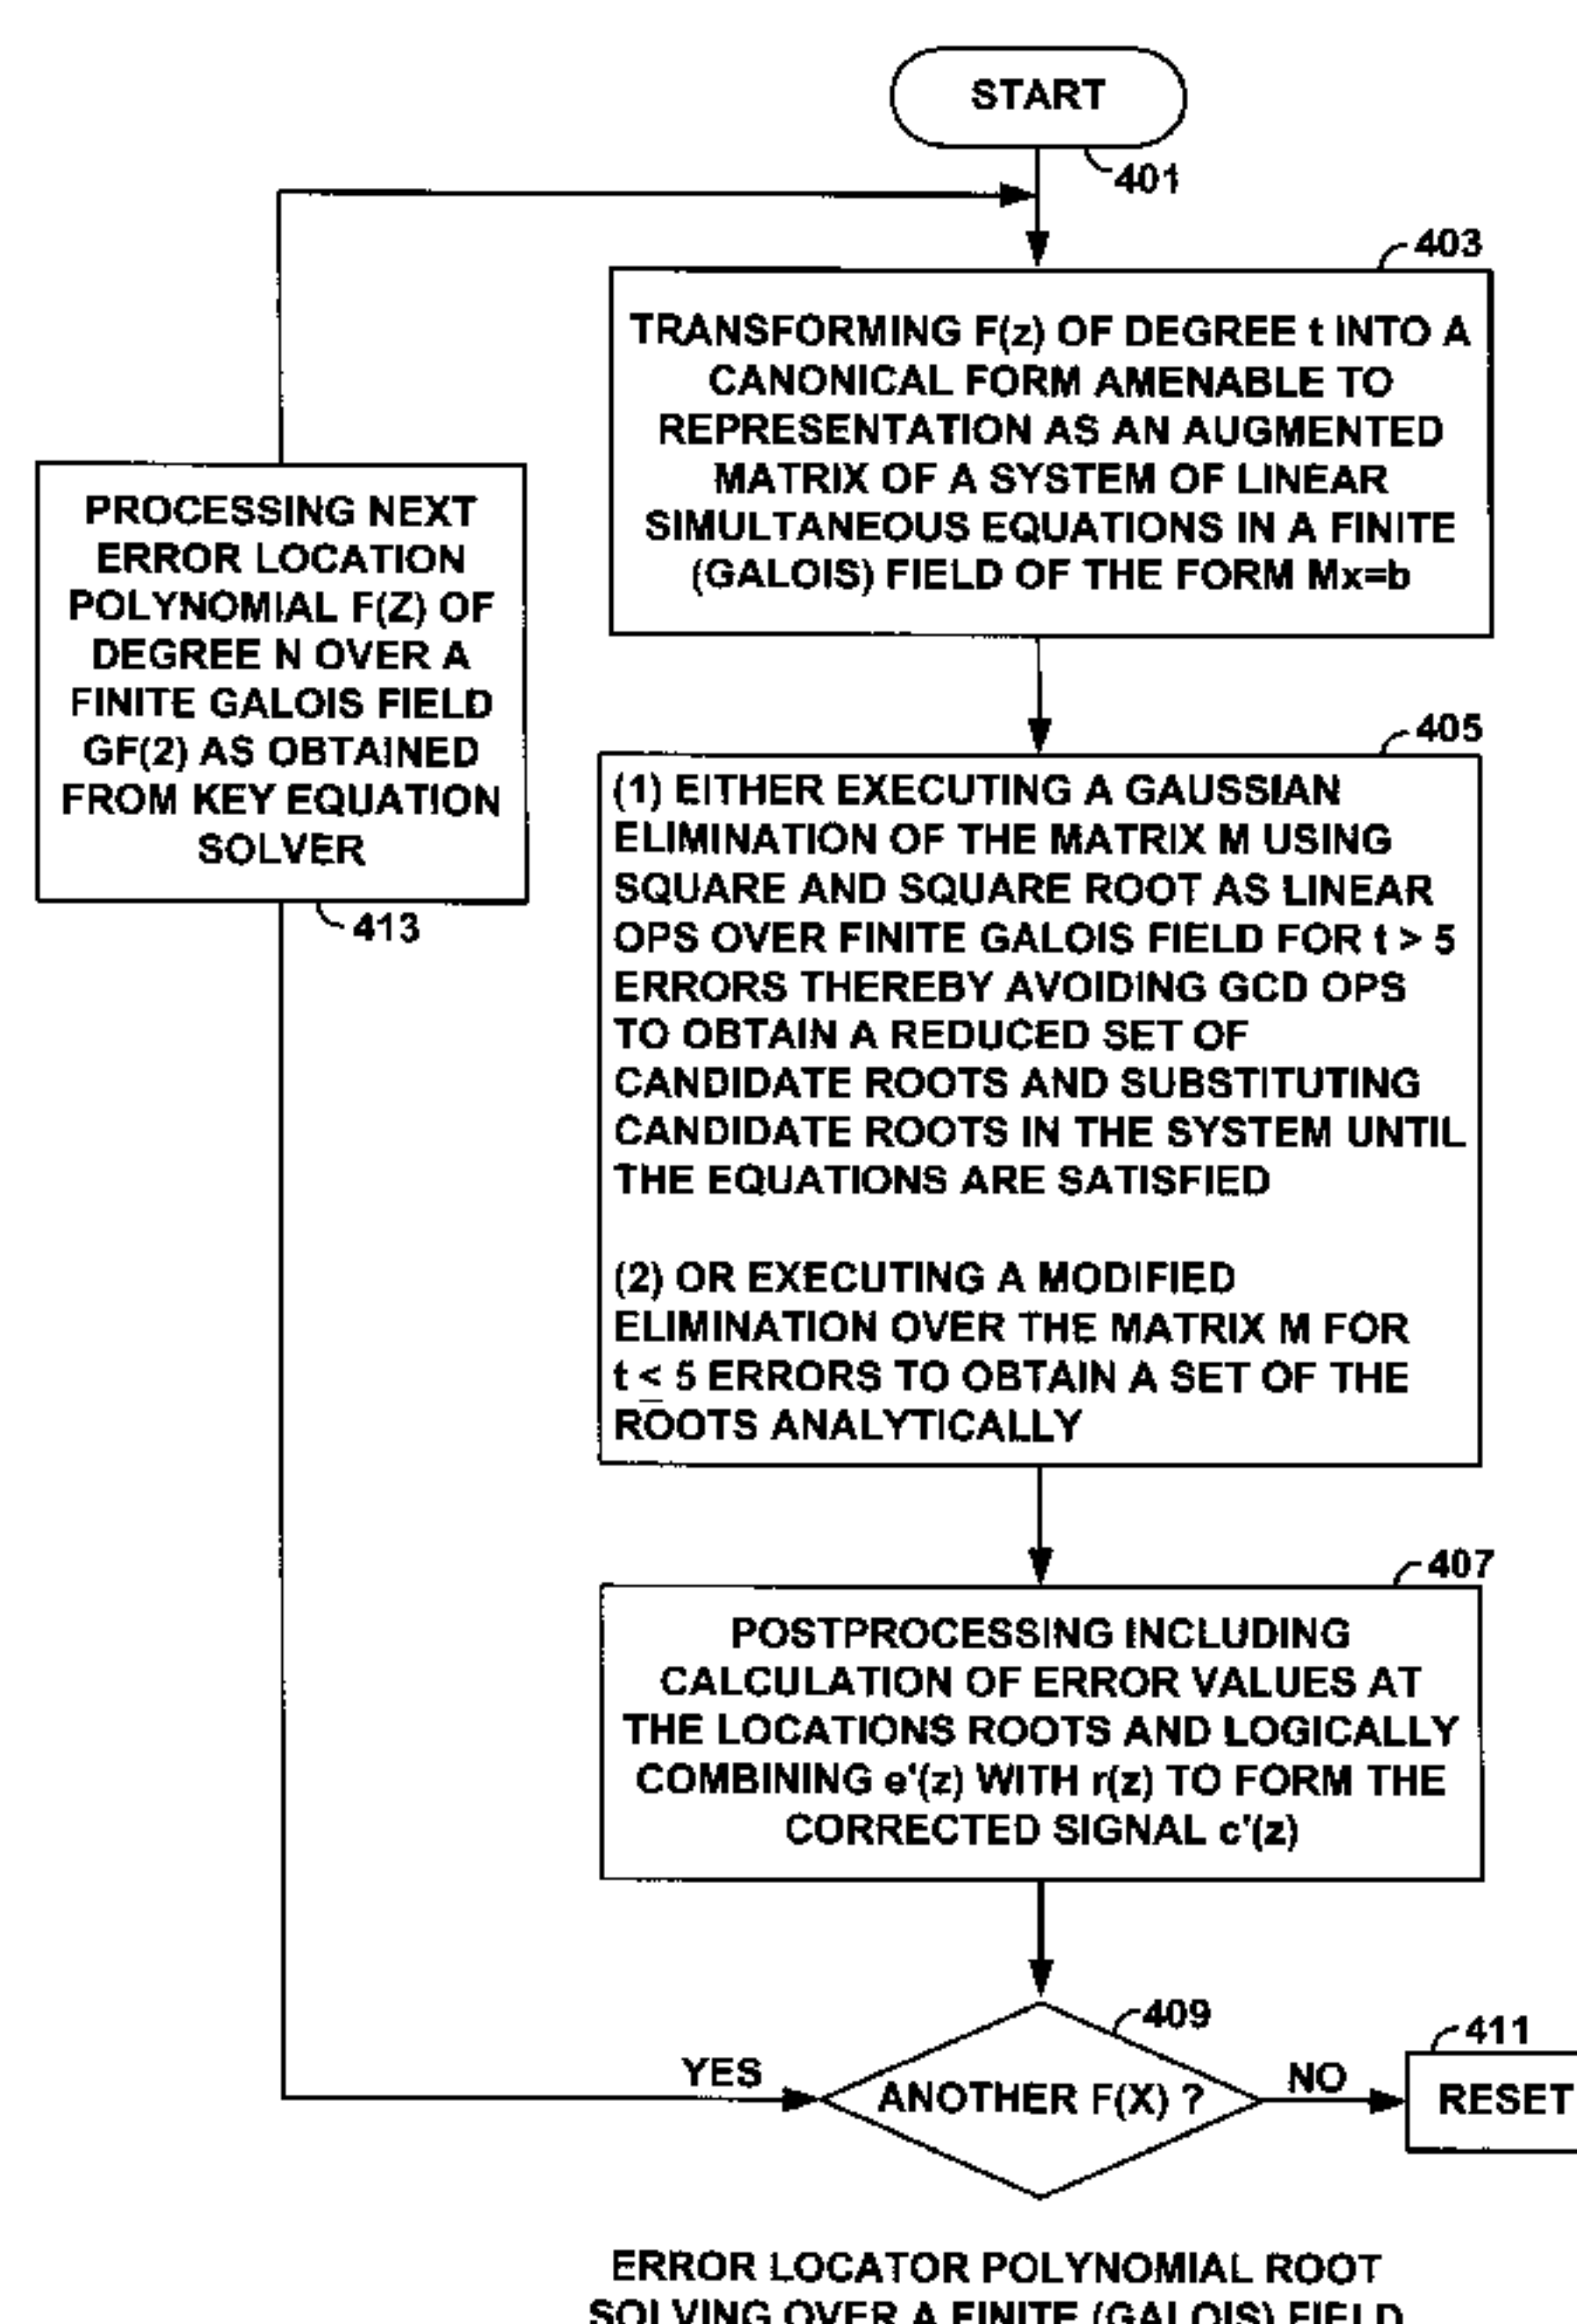 START
401
403
TRANSFORMING F(z) OF DEGREE t INTO A
CANONICAL FORM AMENABLE TO
REPRESENTATION AS AN AUGMENTED
MATRIX OF A SYSTEM OF LINEAR
SIMULTANEOUS EQUATIONS IN A FINITE
(GALOIS) FIELD OF THE FORM Mx=b
PROCESSING NEXT
ERROR LOCATION
POLYNOMIAL F(Z) OF
DEGREE N OVER A
FINITE GALOIS FIELD
GF(2) AS OBTAINED
FROM KEY EQUATION
SOLVER
413
405
(1) EITHER EXECUTING A GAUSSIAN
ELIMINATION OF THE MATRIX M USING
SQUARE AND SQUARE ROOT AS LINEAR
OPS OVER FINITE GALOIS FIELD FOR t > 5
ERRORS THEREBY AVOIDING GCD OPS
TO OBTAIN A REDUCED SET OF
CANDIDATE ROOTS AND SUBSTITUTING
CANDIDATE ROOTS IN THE SYSTEM UNTIL
THE EQUATIONS ARE SATISFIED
(2) OR EXECUTING A MODIFIED
ELIMINATION OVER THE MATRIX M FOR
t ≤ 5 ERRORS TO OBTAIN A SET OF THE
ROOTS ANALYTICALLY
407
POSTPROCESSING INCLUDING
CALCULATION OF ERROR VALUES AT
THE LOCATIONS ROOTS AND LOGICALLY
COMBINING e'(z) WITH r(z) TO FORM THE
CORRECTED SIGNAL c'(z)
409
ANOTHER F(X) ?
YES
NO
411
RESET
ERROR LOCATOR POLYNOMIAL ROOT
SOLVING OVER A FINITE (GALOIS) FIELD